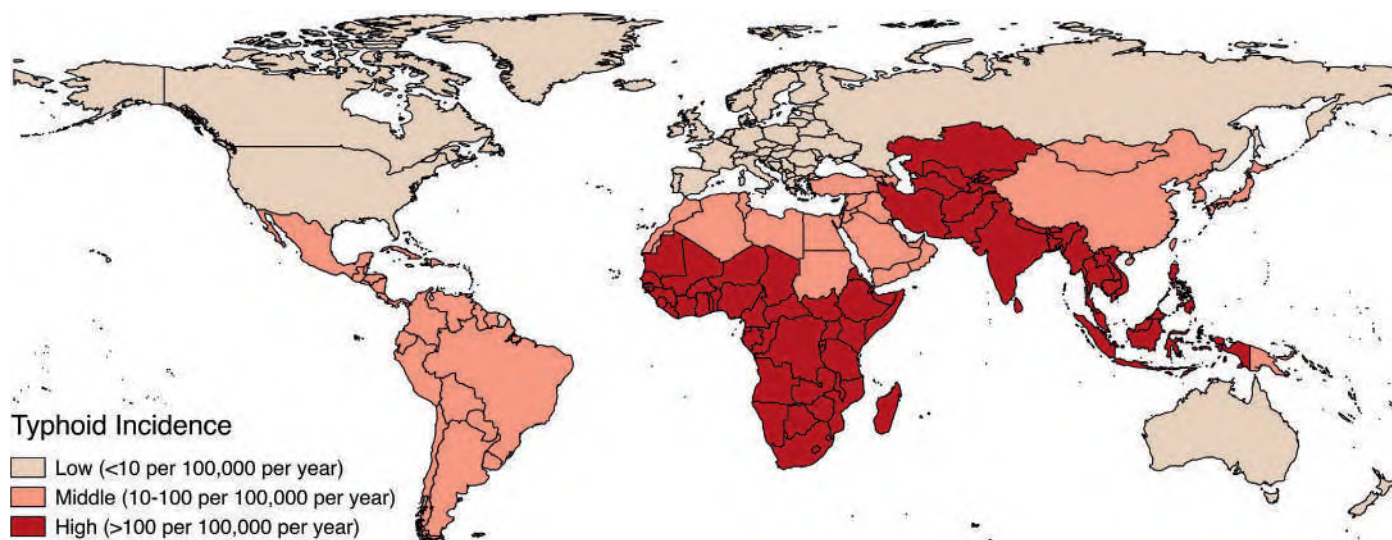 Typhoid Incidence
Low (<10 per 100,000 per year)
Middle (10-100 per 100,000 per year)
High (>100 per 100,000 per year)